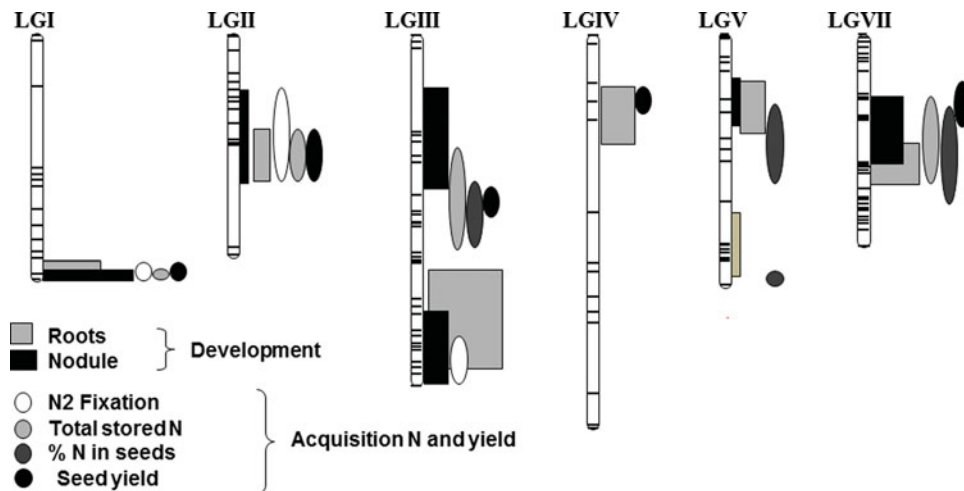 LGI LGII LGIII LGIV LGV LGVII
Roots
Nodule
Development
N2 Fixation
Total stored N
% N in seeds
Seed yield
Acquisition N and yield